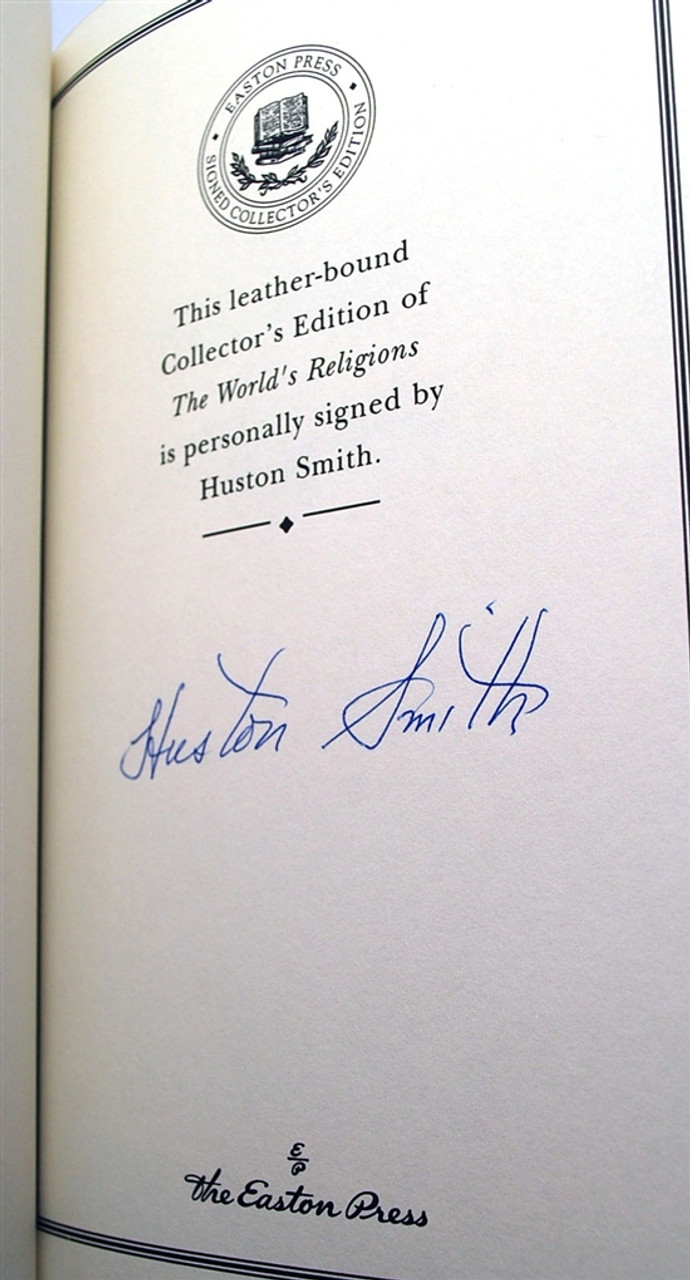 EASTON PRESS
SIGNED COLLECTOR'S EDITION
This leather-bound
Collector's Edition of
The World's Religions
is personally signed by
Huston Smith.
Huston Smith
E
P
the Easton Press